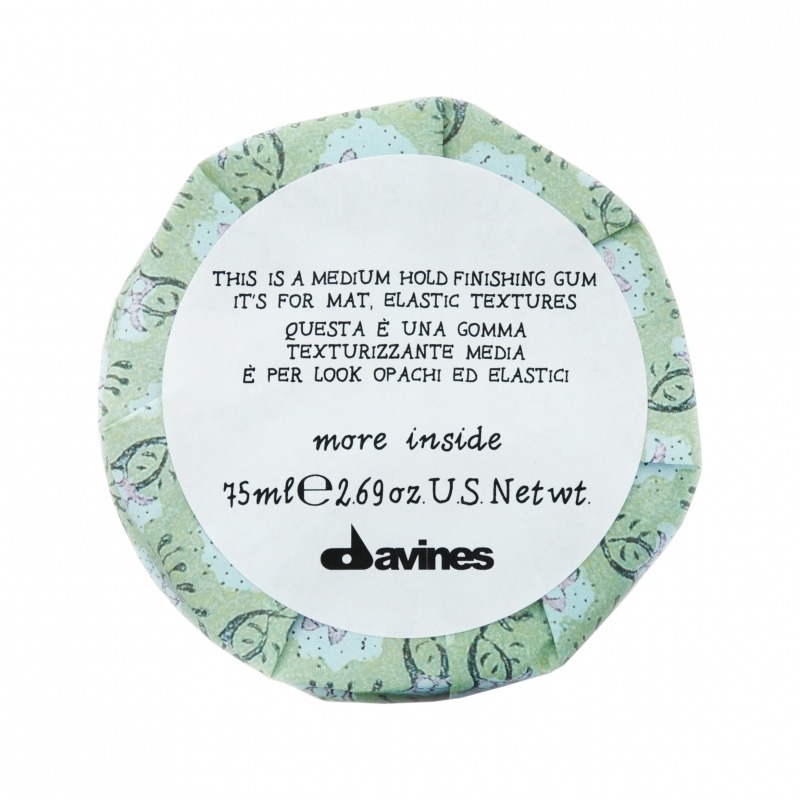 THIS IS A MEDIUM HOLD FINISHING GUM
IT'S FOR MAT, ELASTIC TEXTURES
QUESTA È UNA GOMMA
TEXTURIZZANTE MEDIA
È PER LOOK OPACHI ED ELASTICI
more inside
75ml℮2.69oz.U.S.Netwt.
davines